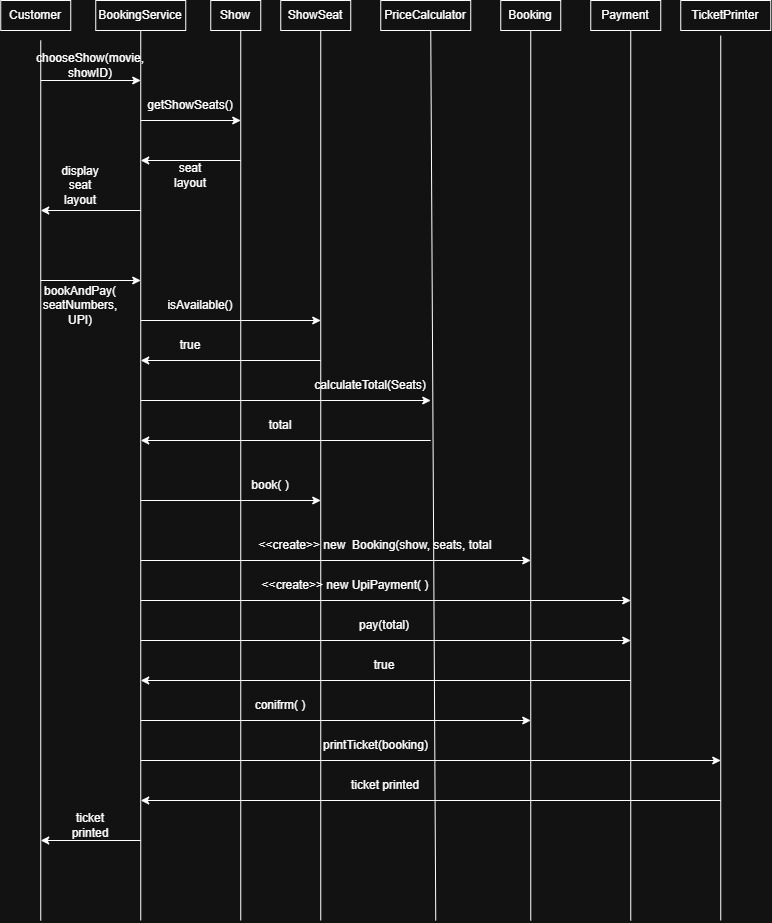 Customer
BookingService
Show
ShowSeat
PriceCalculator
Booking
Payment
TicketPrinter
chooseShow(movie,
showID)
getShowSeats()
seat
layout
display
seat
layout
bookAndPay(
seatNumbers,
UPI)
isAvailable()
true
calculateTotal(Seats)
total
book( )
<<create>> new  Booking(show, seats, total
<<create>> new UpiPayment( )
pay(total)
true
conifrm( )
printTicket(booking)
ticket printed
ticket
printed